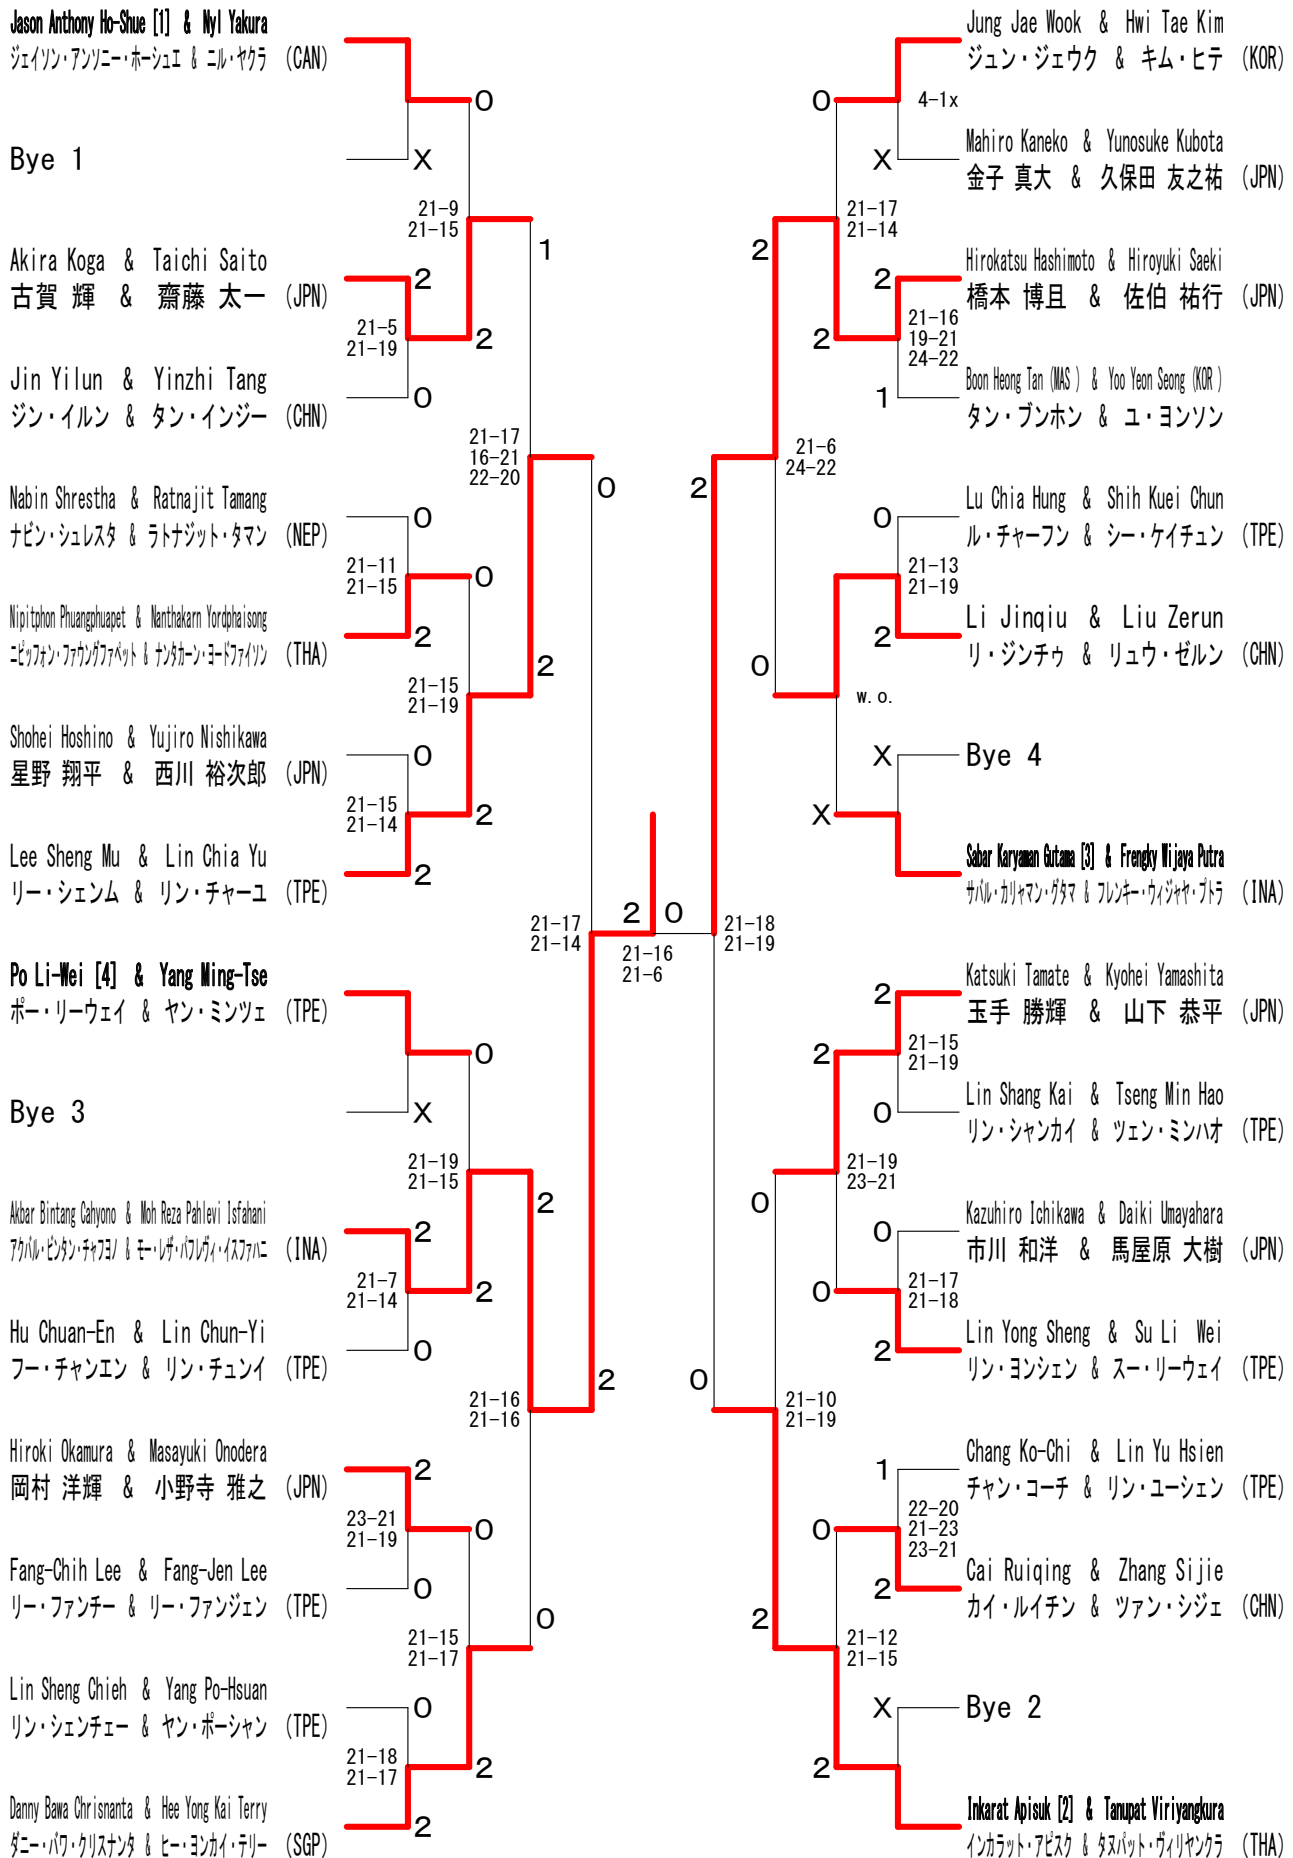 Jason Anthony Ho-Shue [1] & Nyl Yakura
ジェイソン・アンソニー・ホーシュエ & ニル・ヤクラ (CAN)
0
Bye 1
X
21-9
21-15
1
Akira Koga & Taichi Saito
古賀 輝 & 齋藤 太一 (JPN)
2
21-5
21-19
2
Jin Yilun & Yinzhi Tang
ジン・イルン & タン・インジー (CHN)
0
21-17
16-21
22-20
0
Nabin Shrestha & Ratnajit Tamang
ナビン・シュレスタ & ラトナジット・タマン (NEP)
0
21-11
21-15
0
Nipitphon Phuangphuapet & Nanthakarn Yordphaisong
ニピッフォン・ファウングファペット & ナンタカーン・ヨードファイソン (THA)
2
21-15
21-19
2
Shohei Hoshino & Yujiro Nishikawa
星野 翔平 & 西川 裕次郎 (JPN)
0
21-15
21-14
2
Lee Sheng Mu & Lin Chia Yu
リー・シェンム & リン・チャーユ (TPE)
2
21-17
21-14
2 0
21-16
21-6
Po Li-Wei [4] & Yang Ming-Tse
ポー・リーウェイ & ヤン・ミンツェ (TPE)
0
Bye 3
X
21-19
21-15
2
Akbar Bintang Cahyono & Moh Reza Pahlevi Isfahani
アクバル・ビンタン・チャフヨノ & モー・レザ・パフレヴィ・イスファハニ (INA)
2
21-7
21-14
2
Hu Chuan-En & Lin Chun-Yi
フー・チャンエン & リン・チュンイ (TPE)
0
21-16
21-16
2
Hiroki Okamura & Masayuki Onodera
岡村 洋輝 & 小野寺 雅之 (JPN)
2
23-21
21-19
0
Fang-Chih Lee & Fang-Jen Lee
リー・ファンチー & リー・ファンジェン (TPE)
0
21-15
21-17
0
Lin Sheng Chieh & Yang Po-Hsuan
リン・シェンチェー & ヤン・ポーシャン (TPE)
0
21-18
21-17
2
Danny Bawa Chrisnanta & Hee Yong Kai Terry
ダニー・バワ・クリスナンタ & ヒー・ヨンカイ・テリー (SGP)
2
Jung Jae Wook & Hwi Tae Kim
ジュン・ジェウク & キム・ヒテ (KOR)
0
4-1x
Mahiro Kaneko & Yunosuke Kubota
金子 真大 & 久保田 友之祐 (JPN)
X
21-17
21-14
2
Hirokatsu Hashimoto & Hiroyuki Saeki
橋本 博且 & 佐伯 祐行 (JPN)
2
21-16
19-21
24-22
2
Boon Heong Tan (MAS) & Yoo Yeon Seong (KOR)
タン・ブンホン & ユ・ヨンソン
1
21-6
24-22
2
Lu Chia Hung & Shih Kuei Chun
ル・チャーフン & シー・ケイチュン (TPE)
0
21-13
21-19
Li Jinqiu & Liu Zerun
リ・ジンチゥ & リュウ・ゼルン (CHN)
2
0
w.o.
Bye 4
X
X
Sabar Karyaman Gutama [3] & Frengky Wijaya Putra
サバル・カリャマン・グタマ & フレンキー・ウィジャヤ・プトラ (INA)
21-18
21-19
Katsuki Tamate & Kyohei Yamashita
玉手 勝輝 & 山下 恭平 (JPN)
2
21-15
21-19
2
Lin Shang Kai & Tseng Min Hao
リン・シャンカイ & ツェン・ミンハオ (TPE)
0
21-19
23-21
0
Kazuhiro Ichikawa & Daiki Umayahara
市川 和洋 & 馬屋原 大樹 (JPN)
0
21-17
21-18
0
Lin Yong Sheng & Su Li Wei
リン・ヨンシェン & スー・リーウェイ (TPE)
2
0
21-10
21-19
Chang Ko-Chi & Lin Yu Hsien
チャン・コーチ & リン・ユーシェン (TPE)
1
22-20
21-23
23-21
0
Cai Ruiqing & Zhang Sijie
カイ・ルイチン & ツァン・シジェ (CHN)
2
2
21-12
21-15
Bye 2
X
2
Inkarat Apisuk [2] & Tanupat Viriyangkura
インカラット・アピスク & タヌパット・ヴィリヤンクラ (THA)